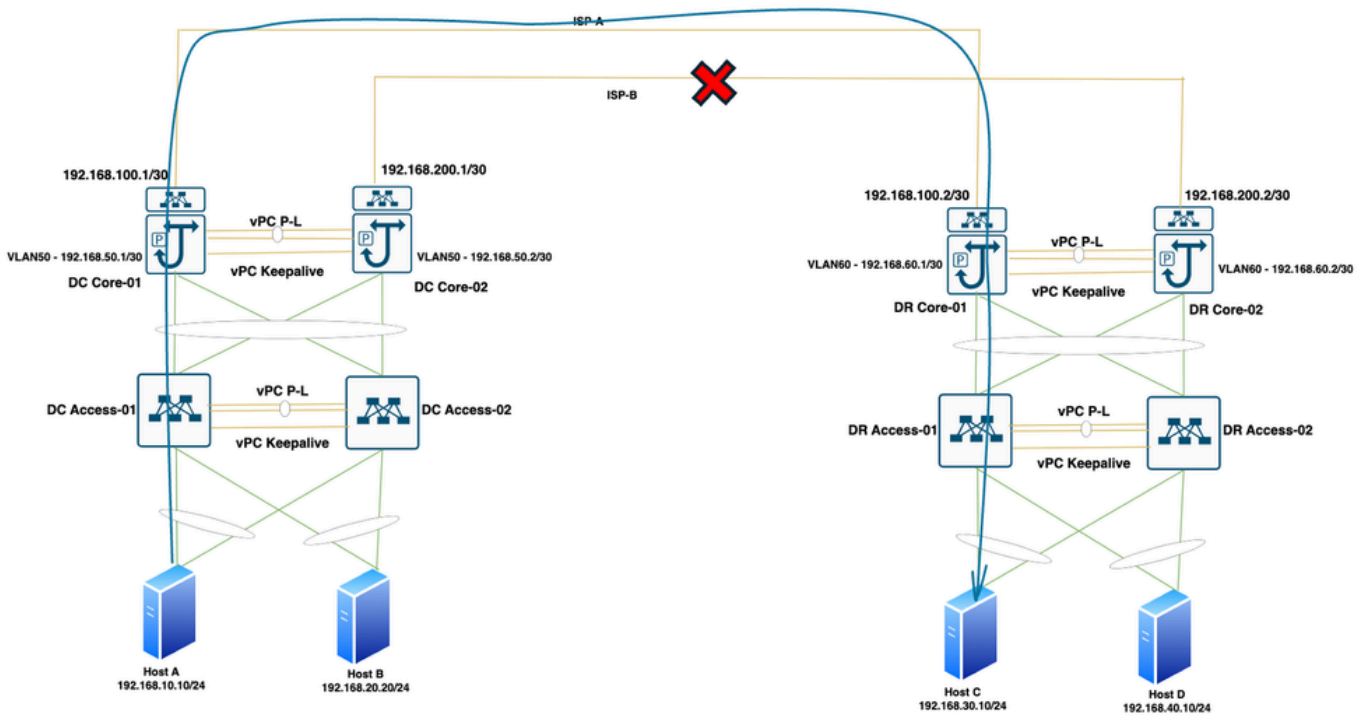 ISP-A
ISP-B
192.168.100.1/30
192.168.200.1/30
192.168.100.2/30
192.168.200.2/30
P
vPC P-L
P
P
vPC P-L
P
VLAN50 - 192.168.50.1/30
vPC Keepalive
VLAN50 - 192.168.50.2/30
VLAN60 - 192.168.60.1/30
vPC Keepalive
VLAN60 - 192.168.60.2/30
DC Core-01
DC Core-02
DR Core-01
DR Core-02
vPC P-L
DC Access-01
DC Access-02
vPC Keepalive
vPC P-L
DR Access-01
DR Access-02
vPC Keepalive
Host A
192.168.10.10/24
Host B
192.168.20.20/24
Host C
192.168.30.10/24
Host D
192.168.40.10/24